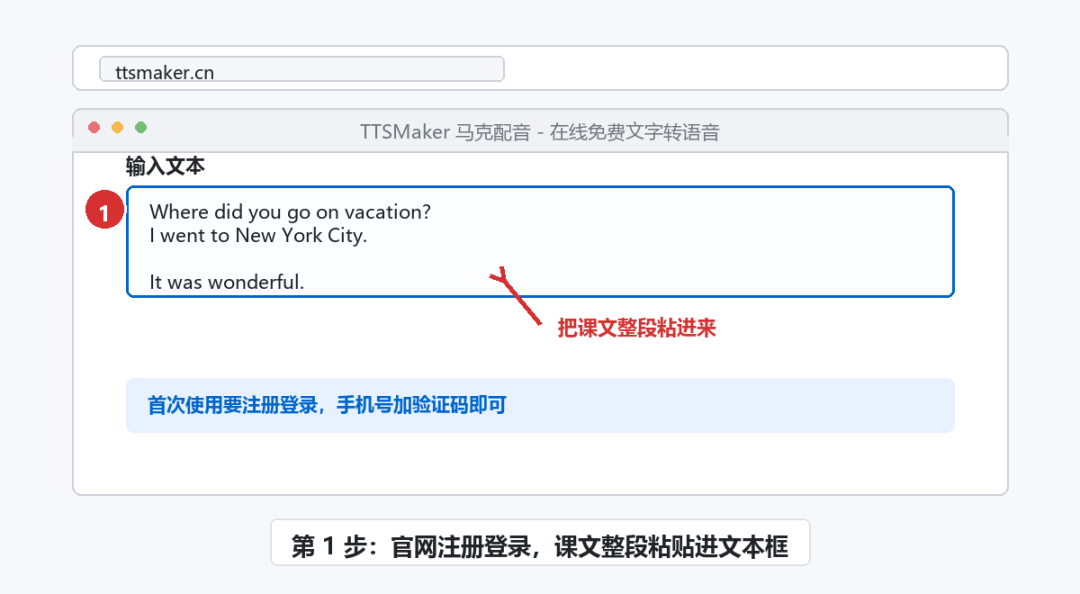 ttsmaker.cn
TTSMaker 马克配音 - 在线免费文字转语音
输入文本
1
Where did you go on vacation?
I went to New York City.
It was wonderful.
把课文整段粘进来
首次使用要注册登录，手机号加验证码即可
第 1 步：官网注册登录，课文整段粘贴进文本框